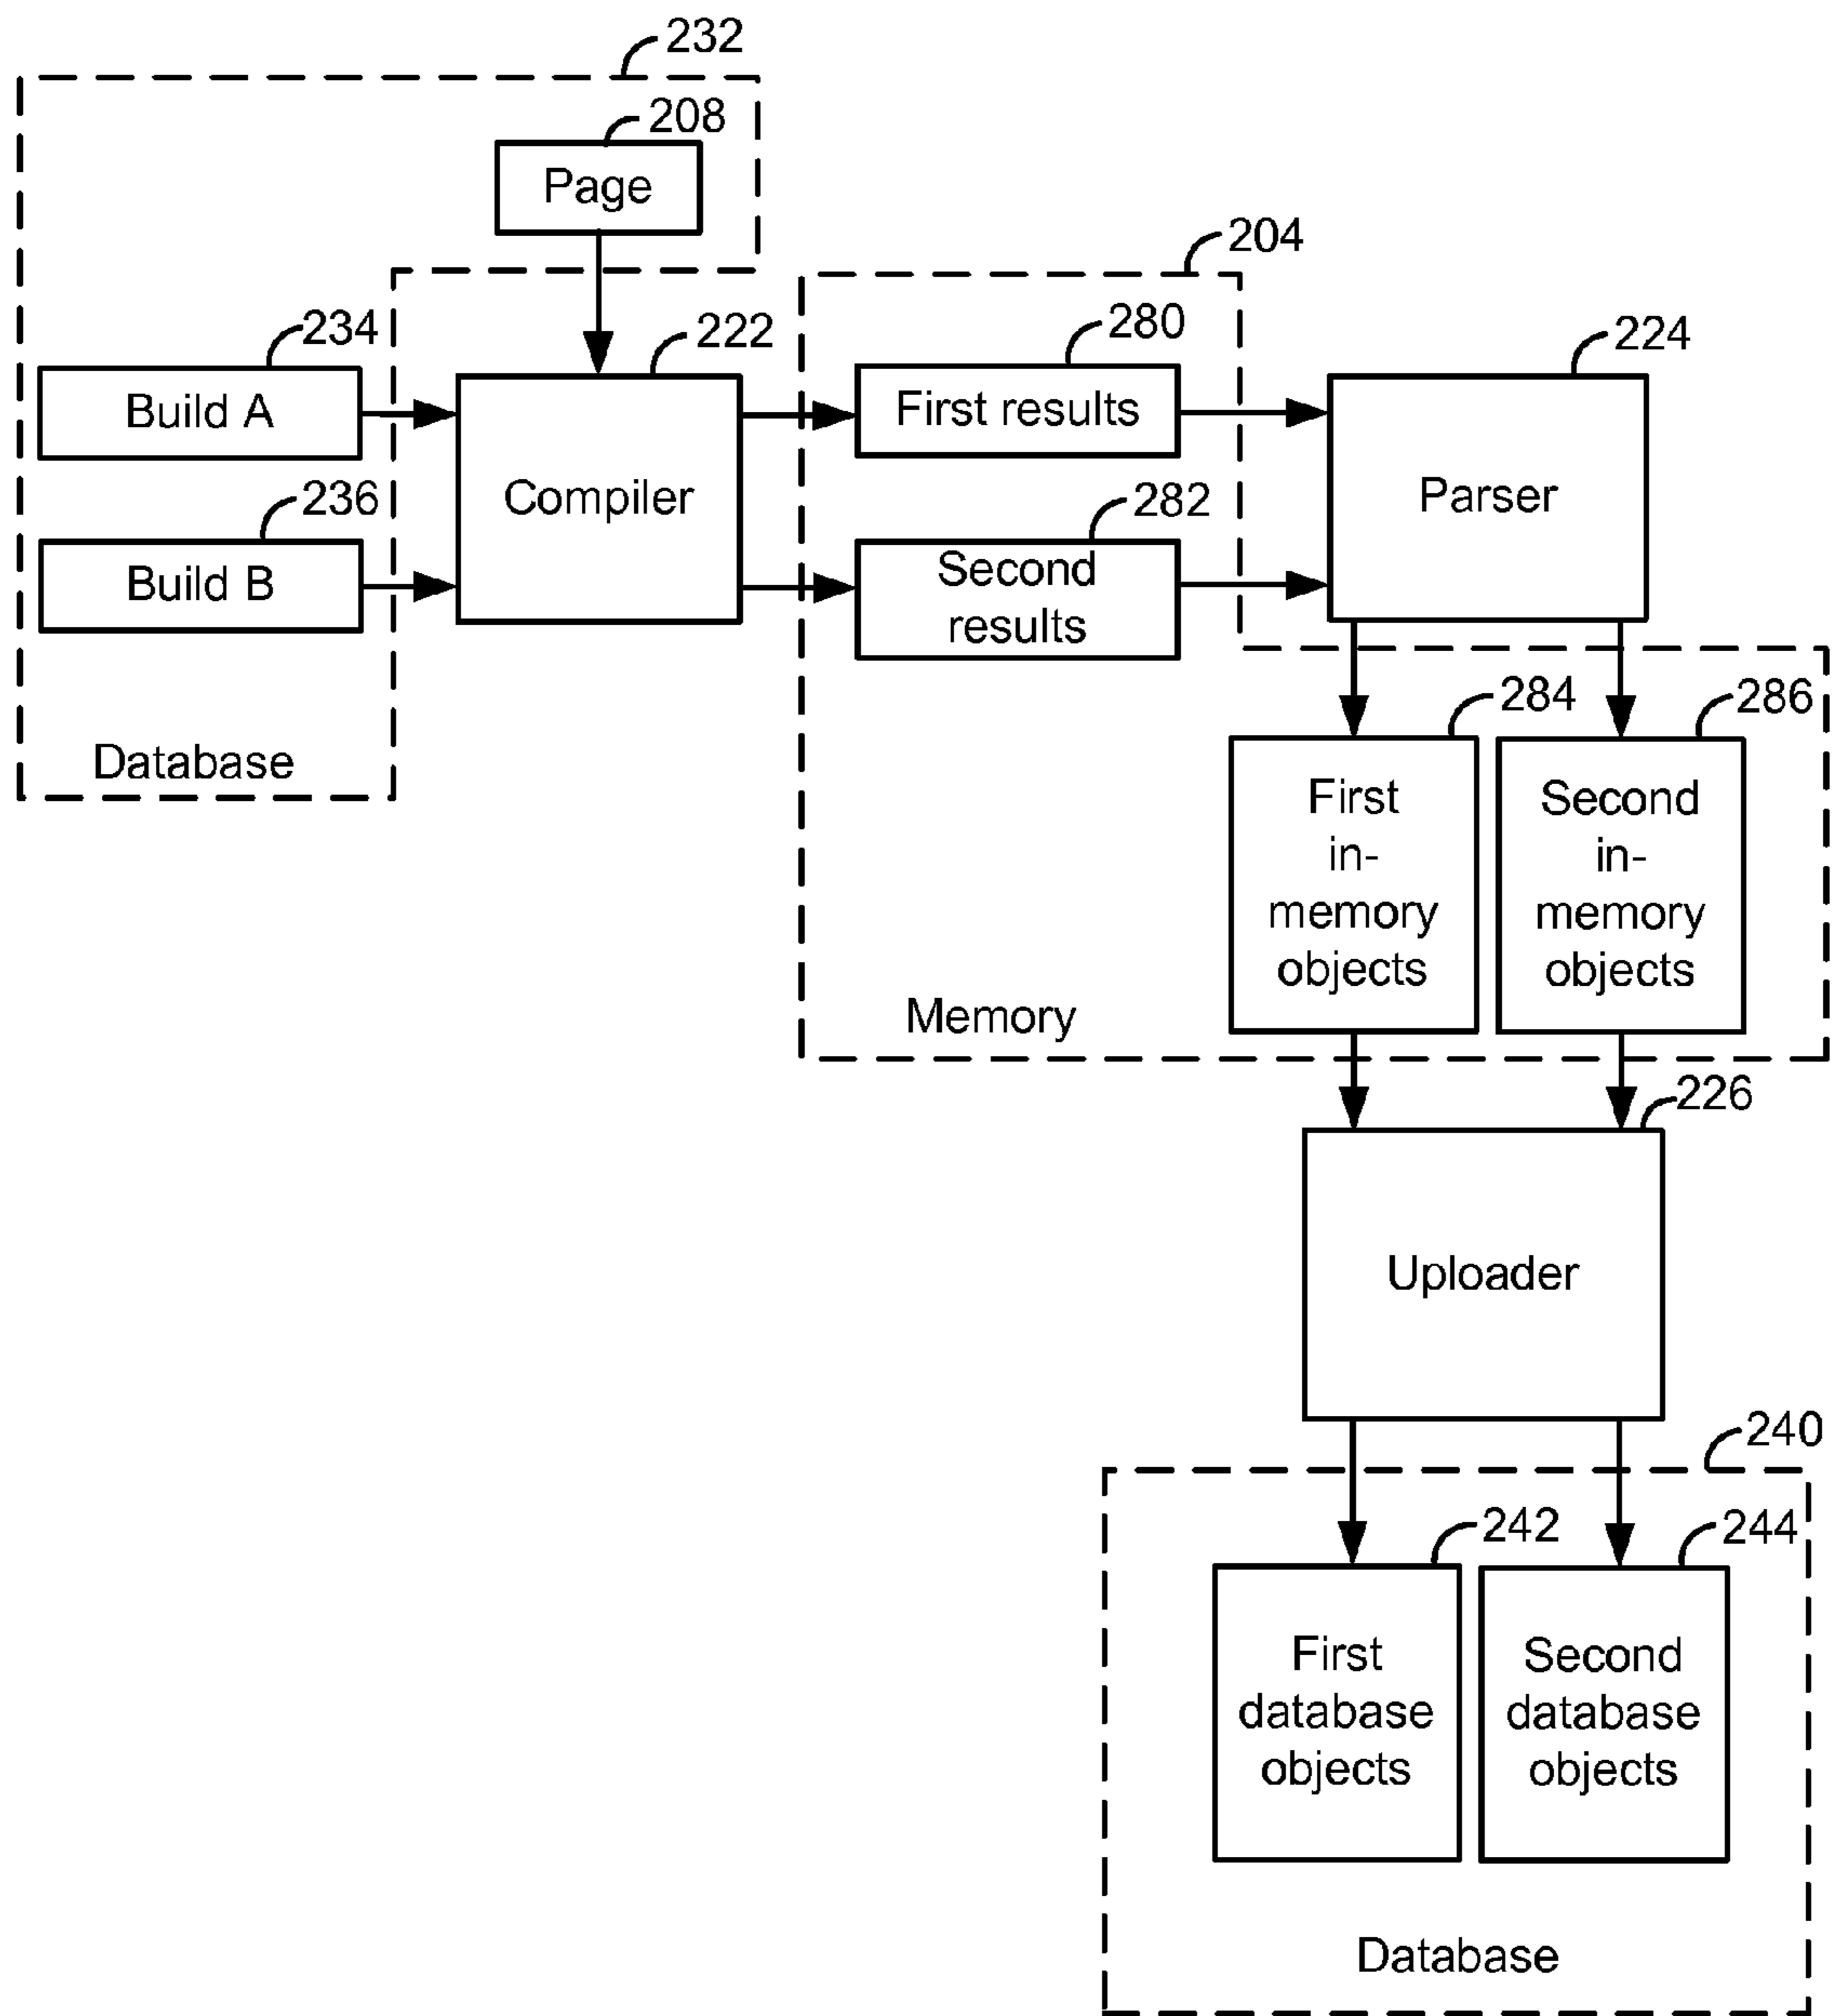 232
208
Page
204
234
222
280
224
Build A
First results
Compiler
Parser
236
282
Build B
Second
results
284
286
Database
First
in-
memory
objects
Second
in-
memory
objects
Memory
226
Uploader
240
242
244
First
database
objects
Second
database
objects
Database